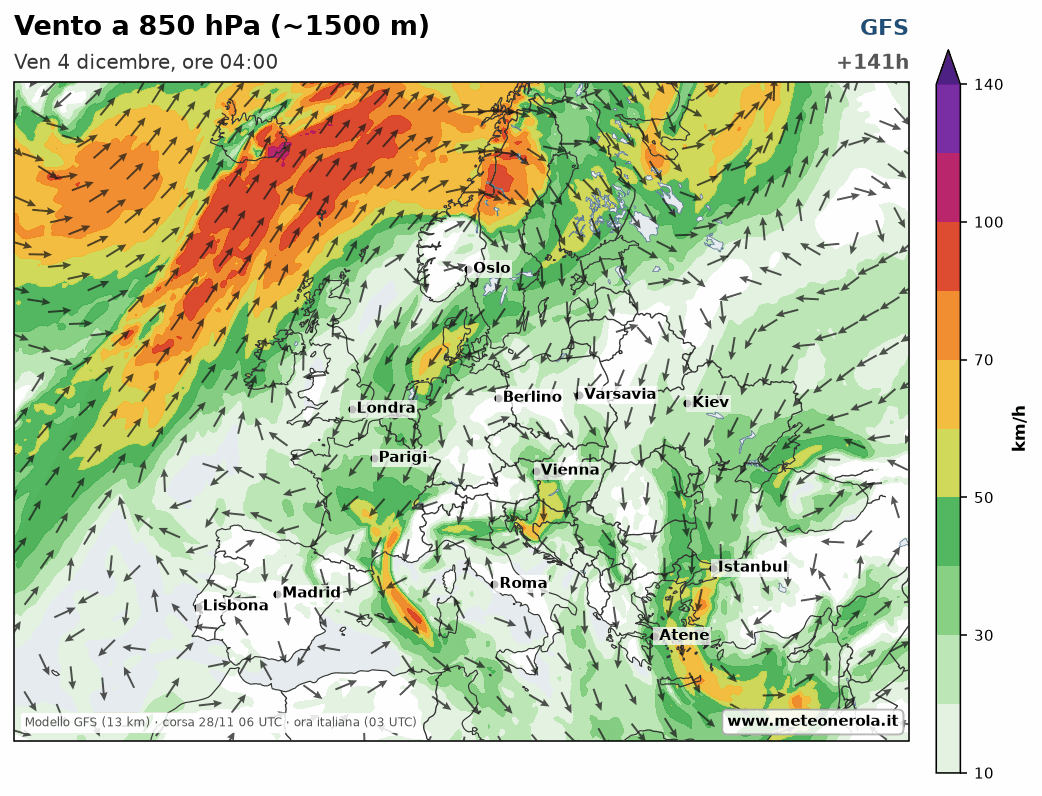 Vento a 850 hPa (~1500 m)
GFS
Ven 4 dicembre, ore 04:00
+141h
140
100
70
50
30
10
km/h
Oslo
Londra
Berlino
Varsavia
Kiev
Parigi
Vienna
Istanbul
Roma
Madrid
Lisbona
Atene
Modello GFS (13 km) · corsa 28/11 06 UTC · ora italiana (03 UTC)
www.meteonerola.it